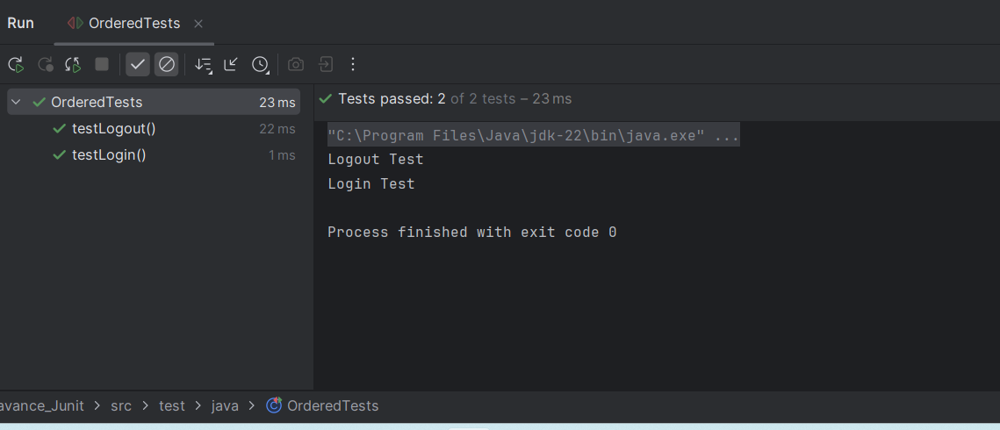 Run OrderedTests
OrderedTests 23 ms
testLogout() 22 ms
testLogin() 1 ms
Tests passed: 2 of 2 tests – 23 ms
"C:\Program Files\Java\jdk-22\bin\java.exe" ...
Logout Test
Login Test
Process finished with exit code 0
avance_Junit > src > test > java > OrderedTests